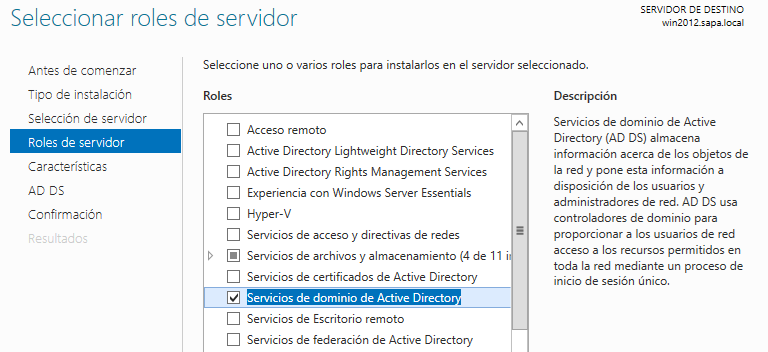 Seleccionar roles de servidor
SERVIDOR DE DESTINO
win2012.sapa.local
Antes de comenzar
Tipo de instalación
Selección de servidor
Roles de servidor
Características
AD DS
Confirmación
Resultados
Seleccione uno o varios roles para instalarlos en el servidor seleccionado.
Roles
Acceso remoto
Active Directory Lightweight Directory Services
Active Directory Rights Management Services
Experiencia con Windows Server Essentials
Hyper-V
Servicios de acceso y directivas de redes
Servicios de archivos y almacenamiento (4 de 11 in
Servicios de certificados de Active Directory
Servicios de dominio de Active Directory
Servicios de Escritorio remoto
Servicios de federación de Active Directory
Descripción
Servicios de dominio de Active
Directory (AD DS) almacena
información acerca de los objetos de
la red y pone esta información a
disposición de los usuarios y
administradores de red. AD DS usa
controladores de dominio para
proporcionar a los usuarios de red
acceso a los recursos permitidos en
toda la red mediante un proceso de
inicio de sesión único.